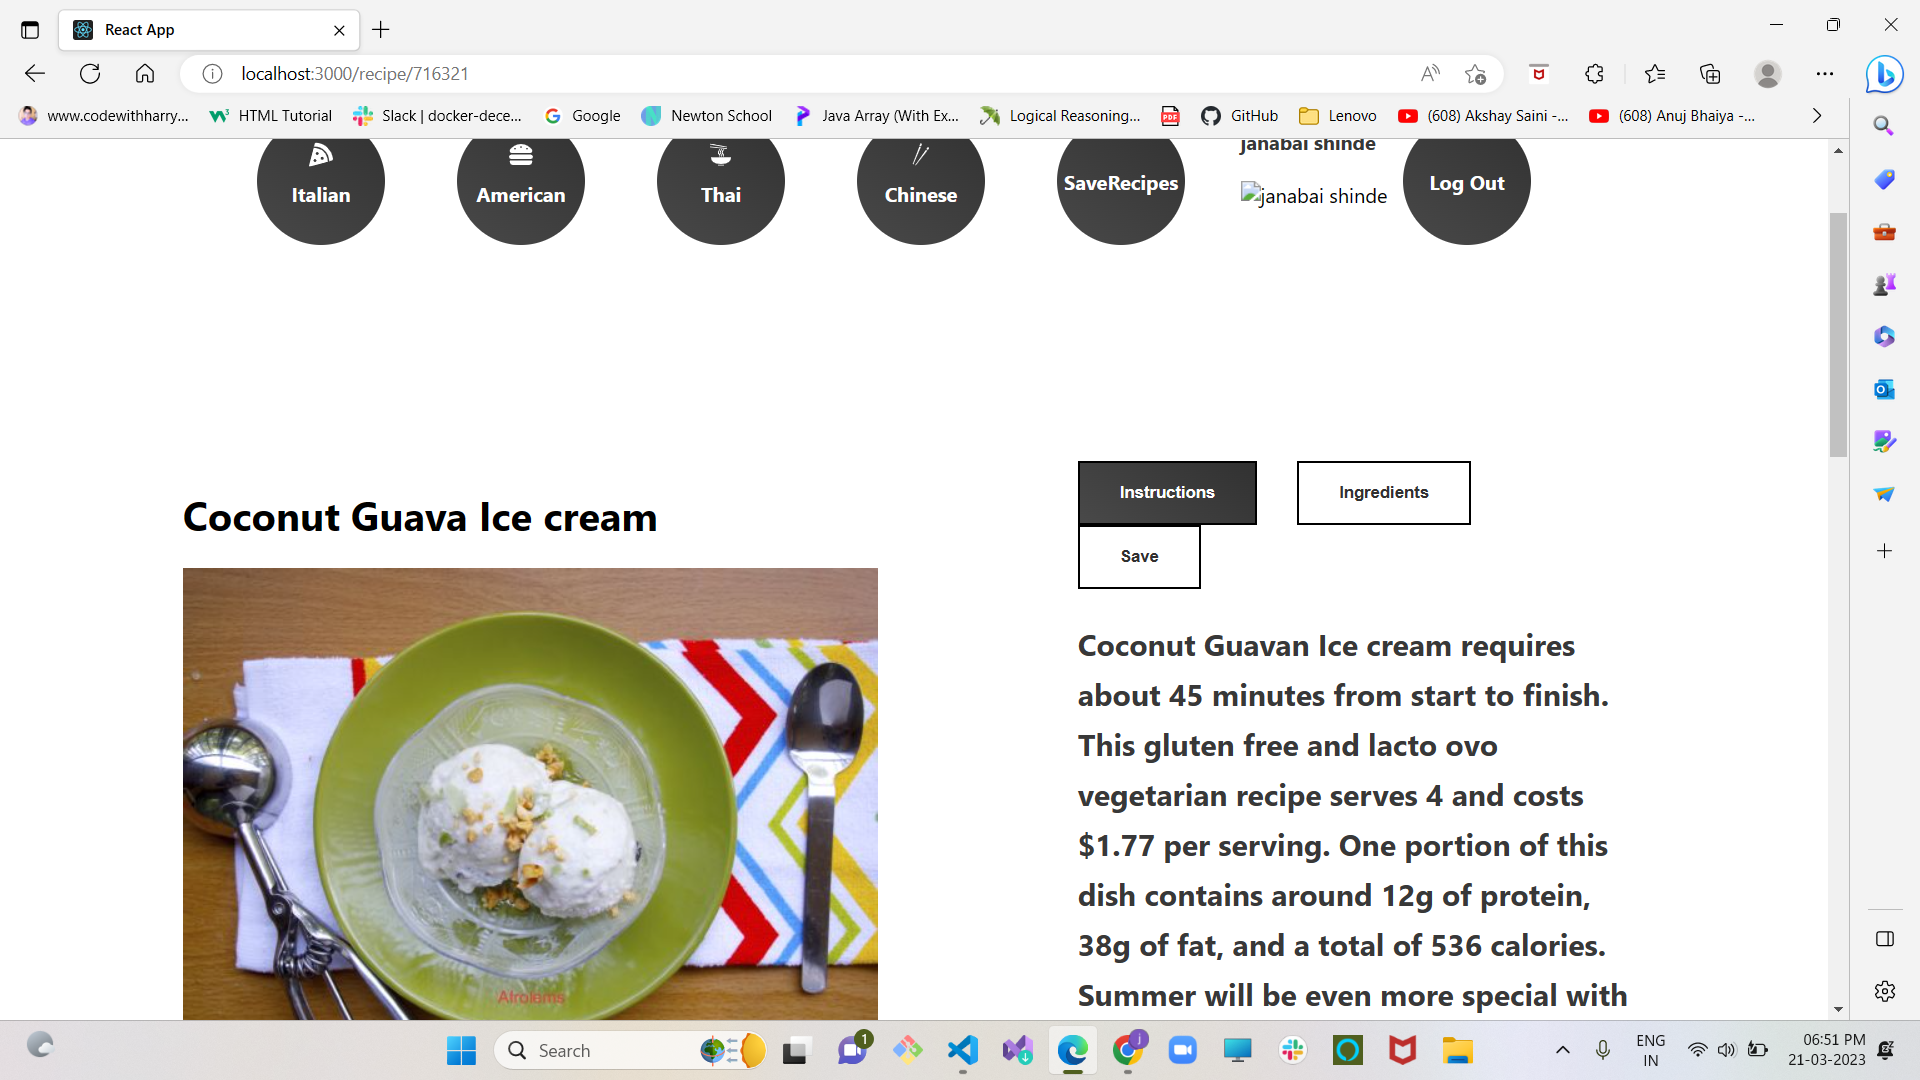 React App
localhost:3000/recipe/716321
www.codewithharry... HTML Tutorial Slack | docker-dece... Google Newton School Java Array (With Ex... Logical Reasoning... PDF GitHub Lenovo (608) Akshay Saini -... (608) Anuj Bhaiya -...
Italian American Thai Chinese SaveRecipes janabai shinde Log Out
janabai shinde
Instructions Ingredients
Save
Coconut Guava Ice cream
Afrolems
Coconut Guavan Ice cream requires
about 45 minutes from start to finish.
This gluten free and lacto ovo
vegetarian recipe serves 4 and costs
$1.77 per serving. One portion of this
dish contains around 12g of protein,
38g of fat, and a total of 536 calories.
Summer will be even more special with
Search 1 j ENG 06:51 PM
IN 21-03-2023